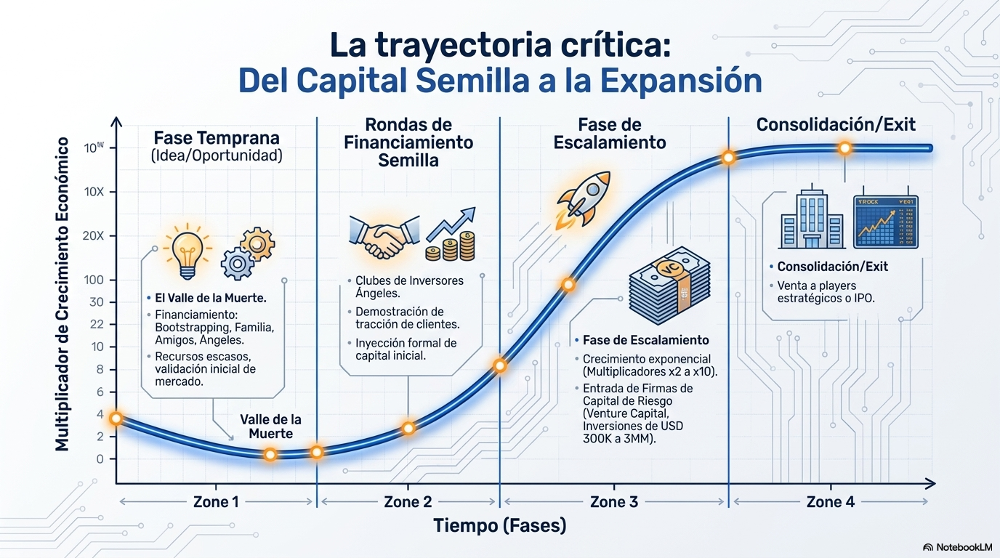 La trayectoria crítica:
Del Capital Semilla a la Expansión
Multiplicador de Crecimiento Económico
10ᵂ
10X
20X
100
30
22
10
8
6
4
2
0
Fase Temprana
(Idea/Oportunidad)
• El Valle de la Muerte.
• Financiamiento:
Bootstrapping, Familia,
Amigos, Ángeles.
• Recursos escasos,
validación inicial de
mercado.
Valle de la
Muerte
Rondas de
Financiamiento
Semilla
• Clubes de Inversores
Ángeles.
• Demostración de
tracción de clientes.
• Inyección formal de
capital inicial.
Fase de
Escalamiento
VC
• Fase de Escalamiento
• Crecimiento exponencial
(Multiplicadores x2 a x10).
• Entrada de Firmas de
Capital de Riesgo
(Venture Capital,
Inversiones de USD
300K a 3MM).
Consolidación/Exit
• Consolidación/Exit
• Venta a players
estratégicos o IPO.
Zone 1
Zone 2
Zone 3
Zone 4
Tiempo (Fases)
NotebookLM